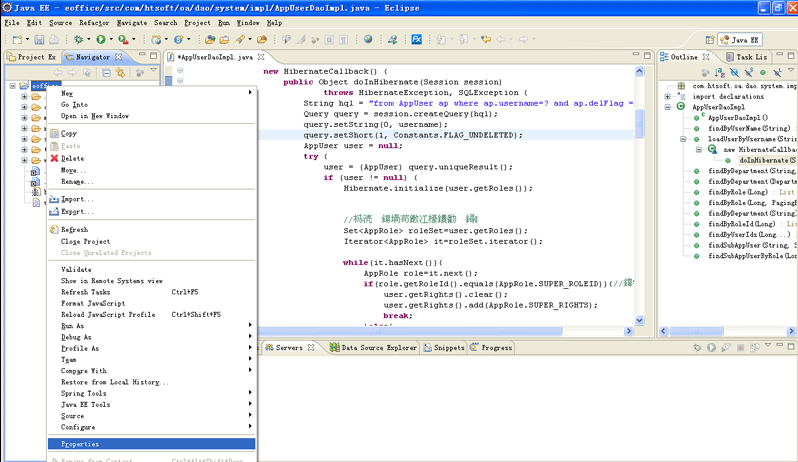 Java EE - eoffice/src/com/htsoft/oa/dao/system/impl/AppUserDaoImpl.java - Eclipse
File Edit Source Refactor Navigate Search Project Run Window Help
Java EE
Project Ex Navigator
*AppUserDaoImpl.java
Outline Task Lis
New
Go Into
Open in New Window
Copy
Paste
Delete
Move...
Rename...
Import...
Export...
Refresh
Close Project
Close Unrelated Projects
Validate
Show in Remote Systems view
Refresh Tasks Ctrl+F5
Format JavaScript
Reload JavaScript Profile Ctrl+Shift+F5
Run As
Debug As
Profile As
Team
Compare With
Restore from Local History...
Spring Tools
Java EE Tools
Source
Configure
Properties
Remove from Context Ctrl+Alt+Shift+Down
new HibernateCallback() {
public Object doInHibernate(Session session)
throws HibernateException, SQLException {
String hql = "from AppUser ap where ap.username=? and ap.delFlag =
Query query = session.createQuery(hql);
query.setString(0, username);
query.setShort(1, Constants.FLAG_UNDELETED);
AppUser user = null;
try {
user = (AppUser) query.uniqueResult();
if (user != null) {
Hibernate.initialize(user.getRoles());
Set<AppRole> roleSet=user.getRoles();
Iterator<AppRole> it=roleSet.iterator();
while(it.hasNext()){
AppRole role=it.next();
if(role.getRoleId().equals(AppRole.SUPER_ROLEID)){//
user.getRights().clear();
user.getRights().add(AppRole.SUPER_RIGHTS);
break;
}else{
com.htsoft.oa.dao.system.imp
import declarations
AppUserDaoImpl
AppUserDaoImpl()
findByUserName(String) :
loadUserByUsername(String
new HibernateCallbac
doInHibernate(S
findByDepartment(String,
findByDepartment(Departm
findByRole(Long) : List
findByRole(Long, PagingB
findByDepartment(String,
findByRoleId(Long) : Lis
findByUserIds(Long...) :
findSubAppUser(String, S
findSubAppUserByRole(Lon
Servers Data Source Explorer Snippets Progress